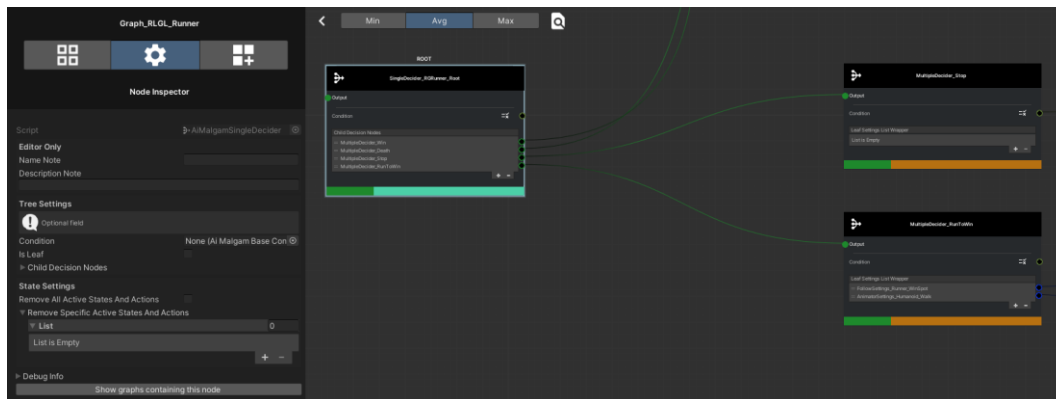 Graph_RLGL_Runner
Node Inspector
Script
AiMalgamSingleDecider
Editor Only
Name Note
Description Note
Tree Settings
Optional field
Condition
None (Ai Malgam Base Con
Is Leaf
Child Decision Nodes
State Settings
Remove All Active States And Actions
Remove Specific Active States And Actions
List
0
List is Empty
+ −
Debug Info
Show graphs containing this node
Min
Avg
Max
ROOT
SingleDecider_RGRunner_Root
Output
Condition
Child Decision Nodes
MultipleDecider_Win
MultipleDecider_Death
MultipleDecider_Stop
MultipleDecider_RunToWin
+ −
MultipleDecider_Stop
Output
Condition
Leaf Settings List Wrapper
List is Empty
+ −
MultipleDecider_RunToWin
Output
Condition
Leaf Settings List Wrapper
FollowSettings_Runner_WinSpot
AnimateSettings_Humanoid_Walk
+ −